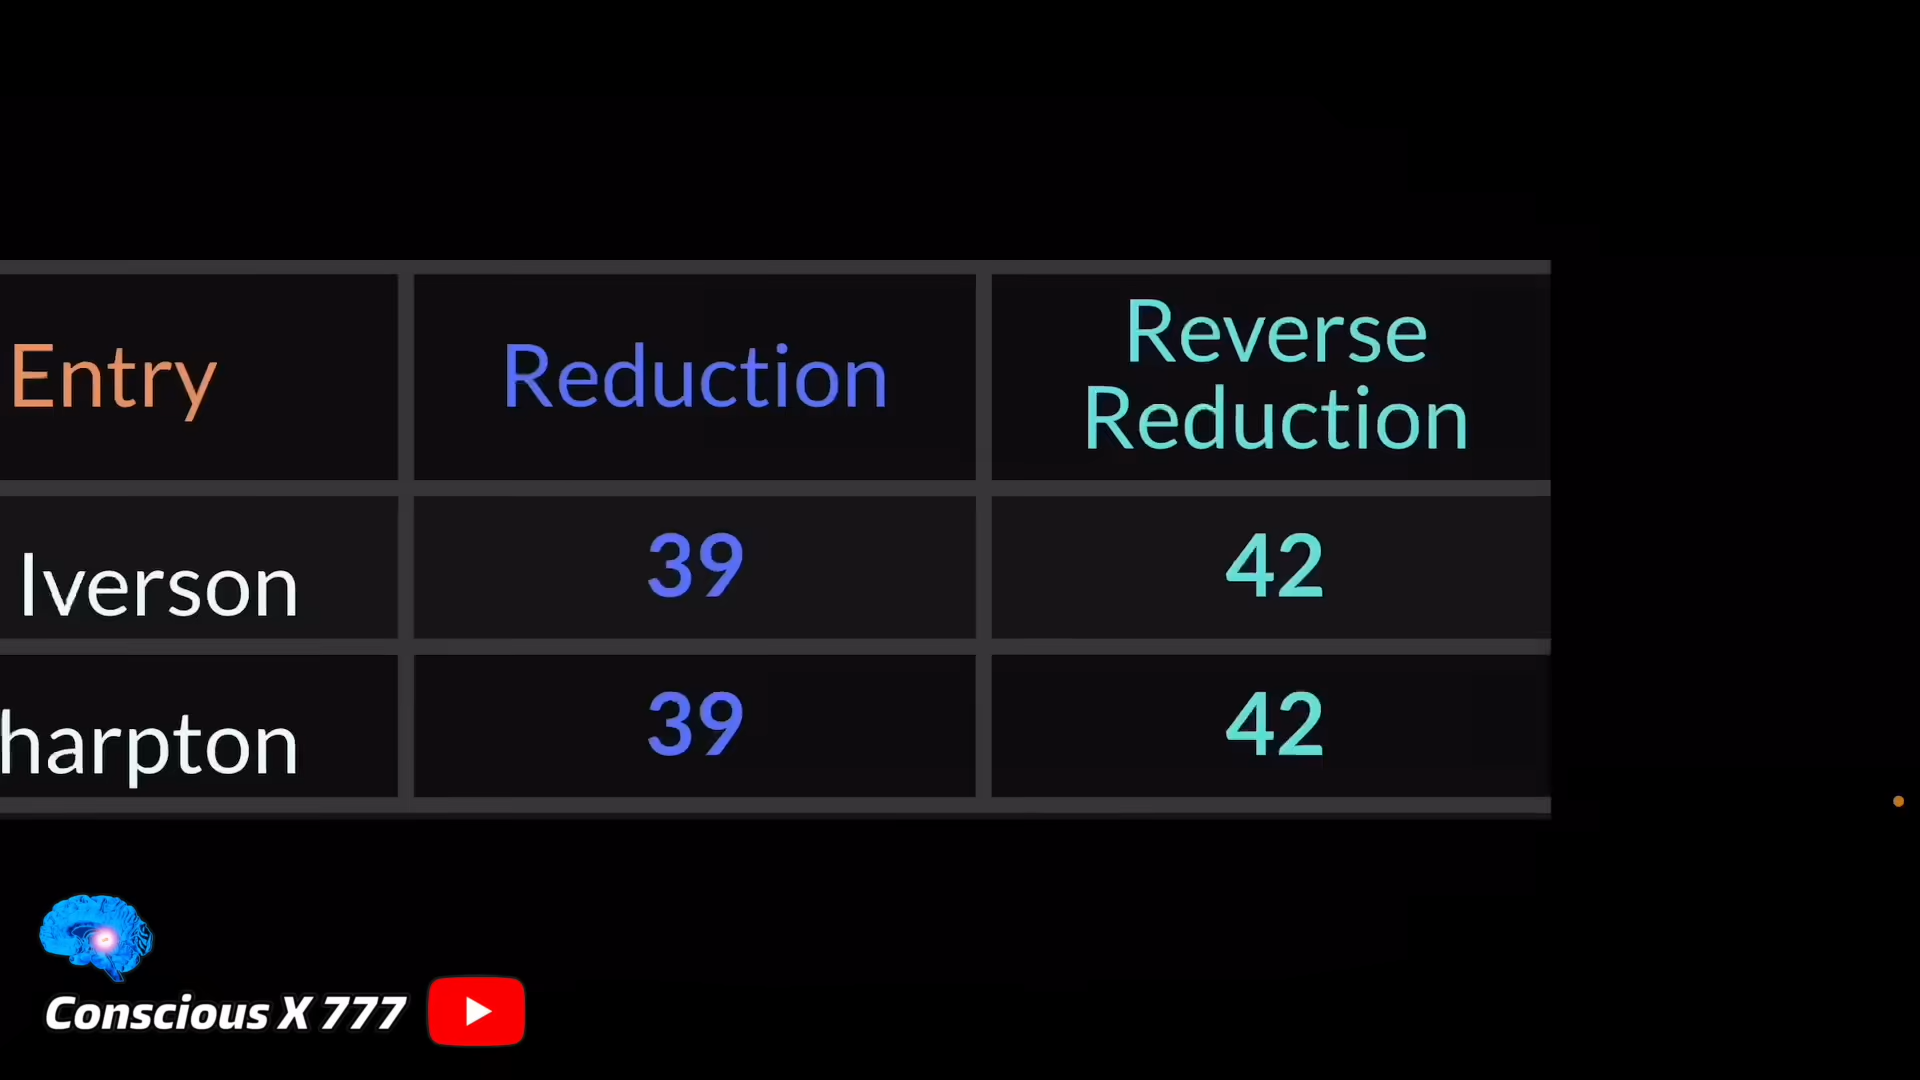 Entry Reduction Reverse Reduction
Iverson 39 42
harpton 39 42
Conscious X 777